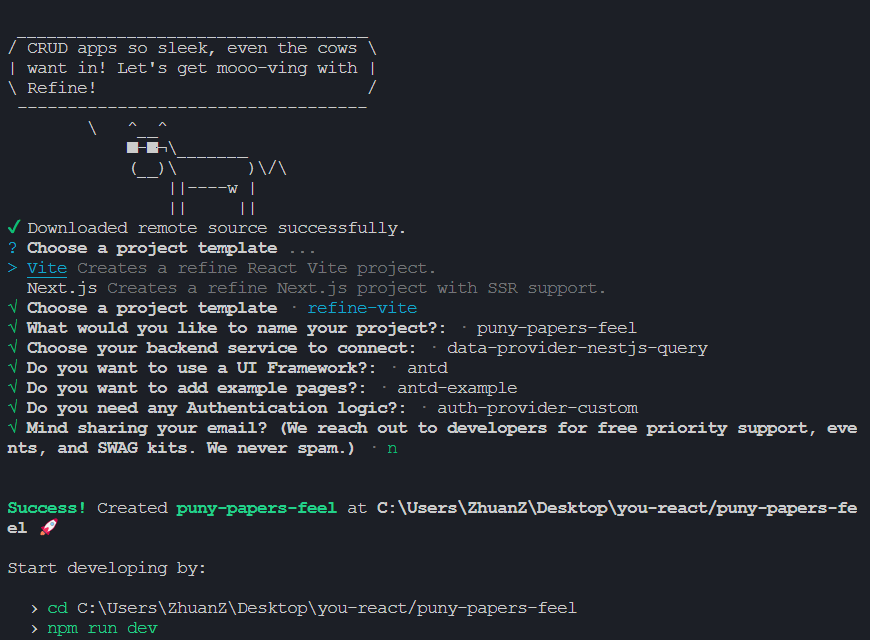 / CRUD apps so sleek, even the cows \
| want in! Let's get mooo-ving with |
\ Refine! /
✔ Downloaded remote source successfully.
? Choose a project template ...
> Vite Creates a refine React Vite project.
Next.js Creates a refine Next.js project with SSR support.
√ Choose a project template · refine-vite
√ What would you like to name your project?: · puny-papers-feel
√ Choose your backend service to connect: · data-provider-nestjs-query
√ Do you want to use a UI Framework?: · antd
√ Do you want to add example pages?: · antd-example
√ Do you need any Authentication logic?: · auth-provider-custom
√ Mind sharing your email? (We reach out to developers for free priority support, eve
nts, and SWAG kits. We never spam.) · n
Success! Created puny-papers-feel at C:\Users\ZhuanZ\Desktop\you-react/puny-papers-fe
el 🚀
Start developing by:
› cd C:\Users\ZhuanZ\Desktop\you-react/puny-papers-feel
› npm run dev